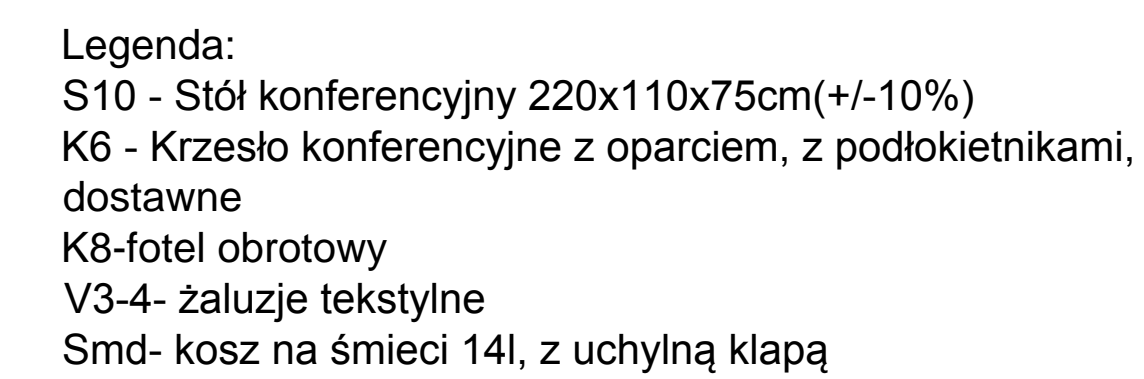 Legenda:
S10 - Stół konferencyjny 220x110x75cm(+/-10%)
K6 - Krzesło konferencyjne z oparciem, z podłokietnikami,
dostawne
K8-fotel obrotowy
V3-4- żaluzje tekstylne
Smd- kosz na śmieci 14l, z uchylną klapą